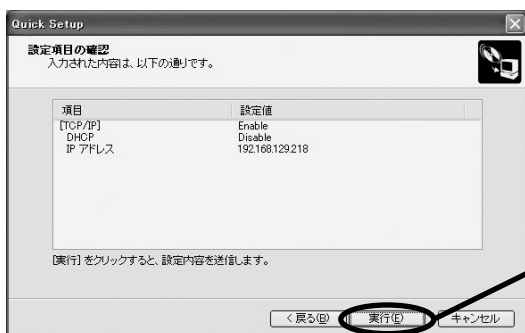 Quick Setup
設定項目の確認
入力された内容は、以下の通りです。
項目 設定値
[TCP/IP] Enable
DHCP Disable
IP アドレス 192.168.129.218
[実行] をクリックすると、設定内容を送信します。
< 戻る(B) 実行(E) キャンセル